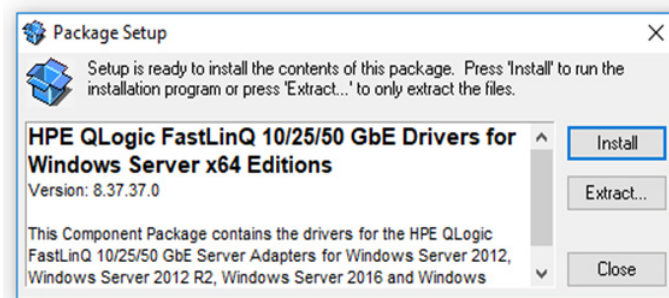 Package Setup
Setup is ready to install the contents of this package. Press 'Install' to run the
installation program or press 'Extract...' to only extract the files.
HPE QLogic FastLinQ 10/25/50 GbE Drivers for
Windows Server x64 Editions
Version: 8.37.37.0
This Component Package contains the drivers for the HPE QLogic
FastLinQ 10/25/50 GbE Server Adapters for Windows Server 2012,
Windows Server 2012 R2, Windows Server 2016 and Windows
Install
Extract...
Close